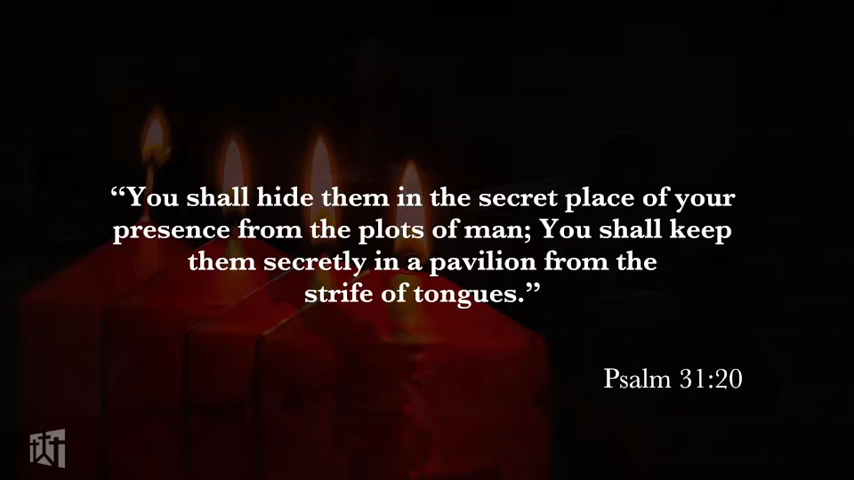 “You shall hide them in the secret place of your
presence from the plots of man; You shall keep
them secretly in a pavilion from the
strife of tongues.”
Psalm 31:20